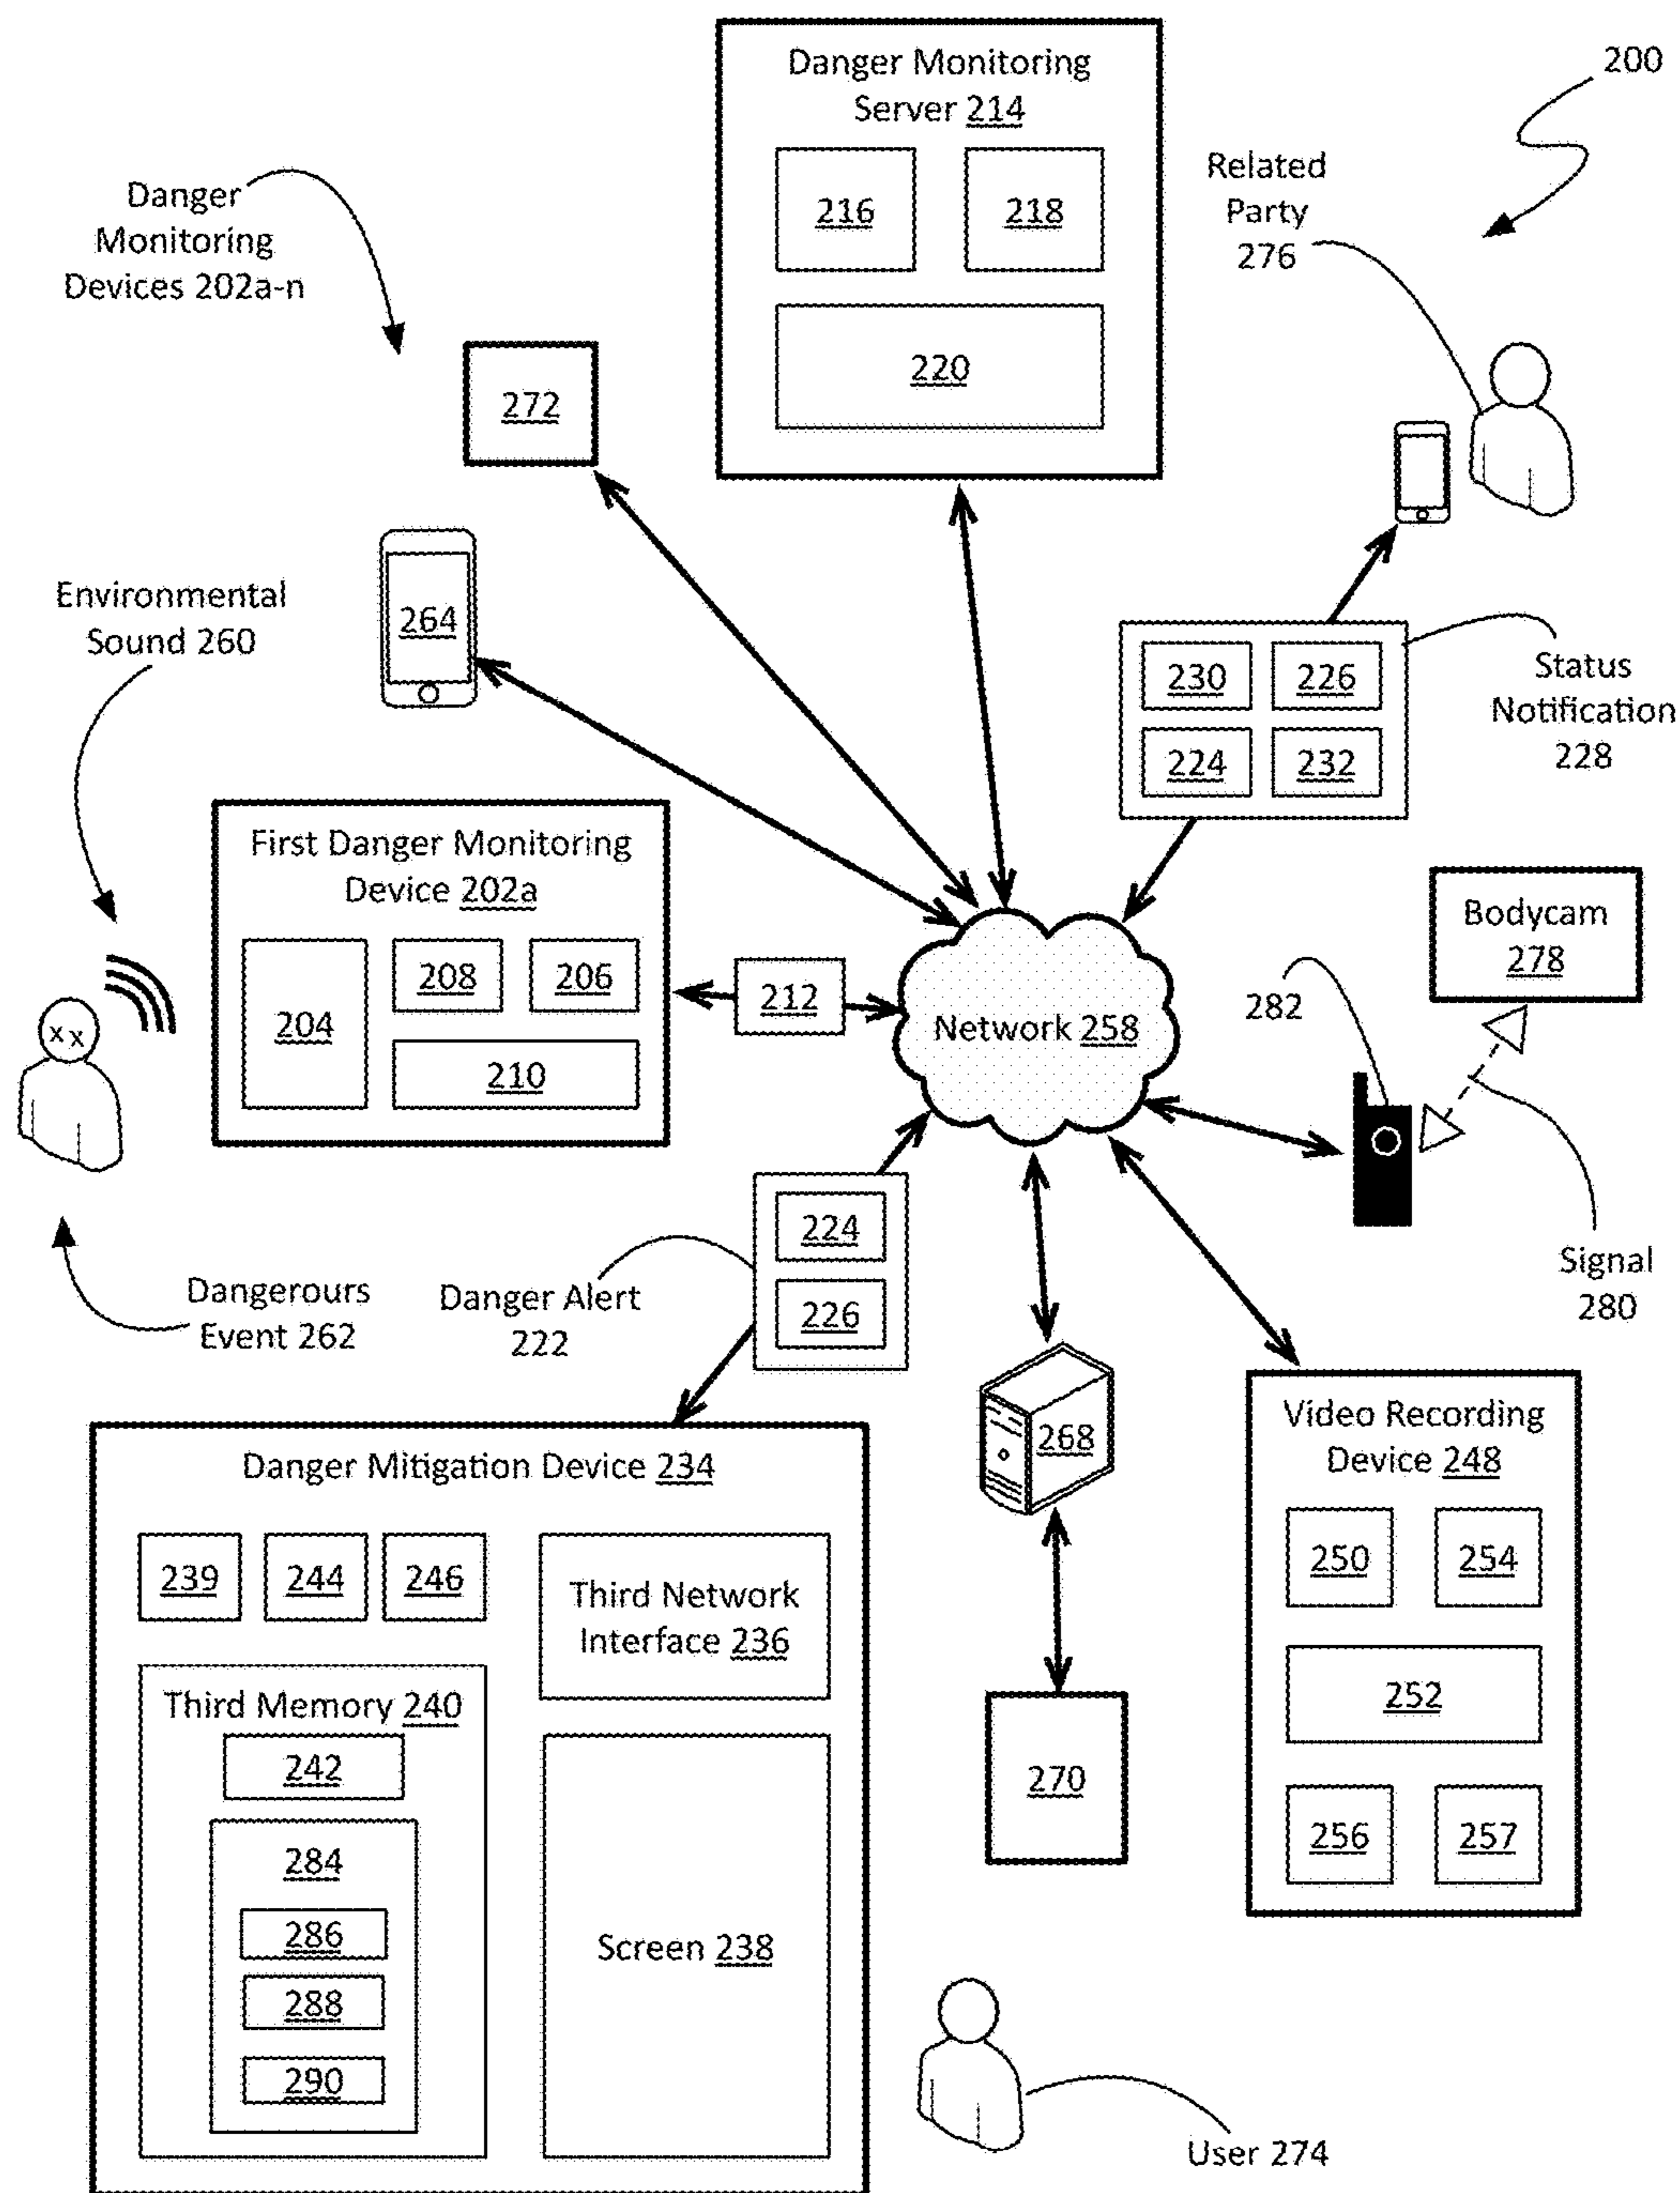 Danger Monitoring
Server 214
216
218
220
200
Related
Party
276
Danger
Monitoring
Devices 202a-n
272
264
Environmental
Sound 260
230
226
224
232
Status
Notification
228
First Danger Monitoring
Device 202a
204
208
206
210
212
Network 258
Bodycam
278
282
Signal
280
Dangerours
Event 262
Danger Alert
222
224
226
268
270
Video Recording
Device 248
250
254
252
256
257
Danger Mitigation Device 234
239
244
246
Third Network
Interface 236
Third Memory 240
242
284
286
288
290
Screen 238
User 274